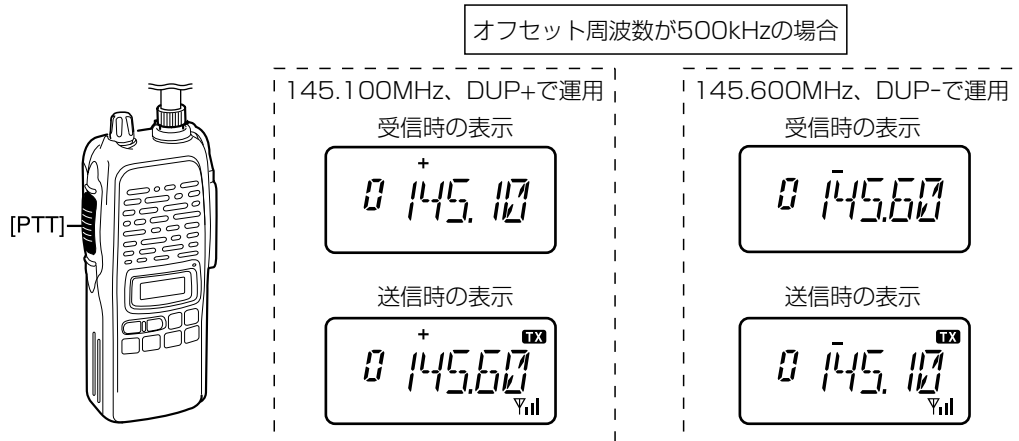 オフセット周波数が500kHzの場合
145.100MHz、DUP+で運用
受信時の表示
+
0 145.10
送信時の表示
+ TX
0 145.60
[PTT]
145.600MHz、DUP−で運用
受信時の表示
−
0 145.60
送信時の表示
− TX
0 145.10